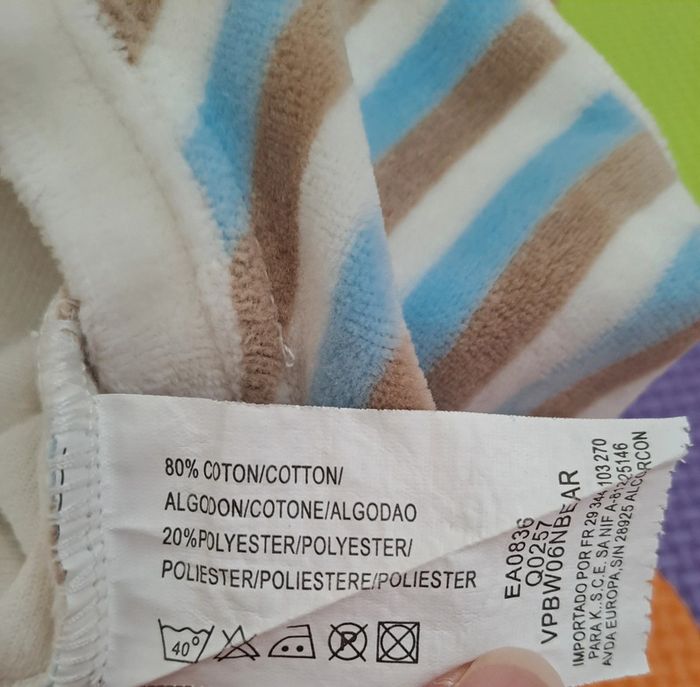 80% COTON/COTTON/
ALGODON/COTONE/ALGODAO
20%POLYESTER/POLYESTER/
POLIESTER/POLIESTERE/POLIESTER
40°
P
EA0836
Q0257
VPBW06NBEAR
IMPORTADO POR FR 29 344 103 270
PARA K..S.C.E. SA NIF
AVDA EUROPA,S/N 28925 ALCORCON